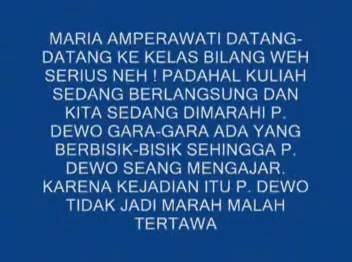 MARIA AMPERAWATI DATANG-
DATANG KE KELAS BILANG WEH
SERIUS NEH ! PADAHAL KULIAH
SEDANG BERLANGSUNG DAN
KITA SEDANG DIMARAHI P.
DEWO GARA-GARA ADA YANG
BERBISIK-BISIK SEHINGGA P.
DEWO SEANG MENGAJAR.
KARENA KEJADIAN ITU P. DEWO
TIDAK JADI MARAH MALAH
TERTAWA